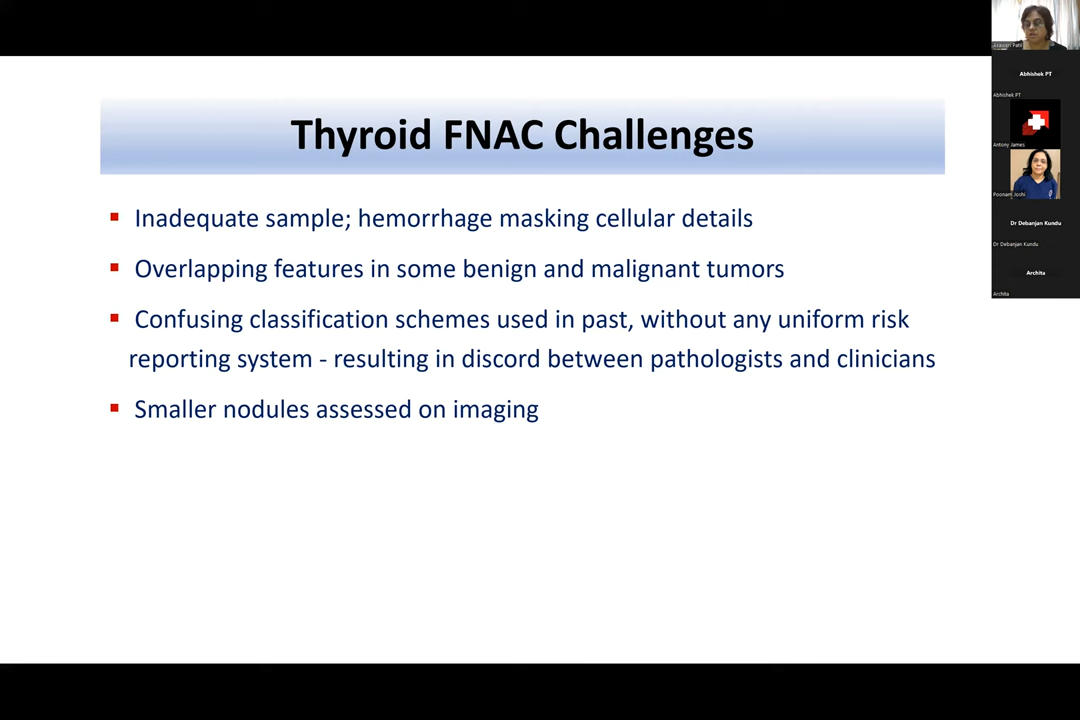 Thyroid FNAC Challenges
Inadequate sample; hemorrhage masking cellular details
Overlapping features in some benign and malignant tumors
Confusing classification schemes used in past, without any uniform risk
reporting system - resulting in discord between pathologists and clinicians
Smaller nodules assessed on imaging
Abhishek PT
Abhishek PT
Antony James
Poonam Joshi
Dr Debanjan Kundu
Dr Debanjan Kundu
Archita
Archita